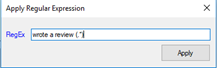 Apply Regular Expression
RegEx wrote a review (.*)
Apply